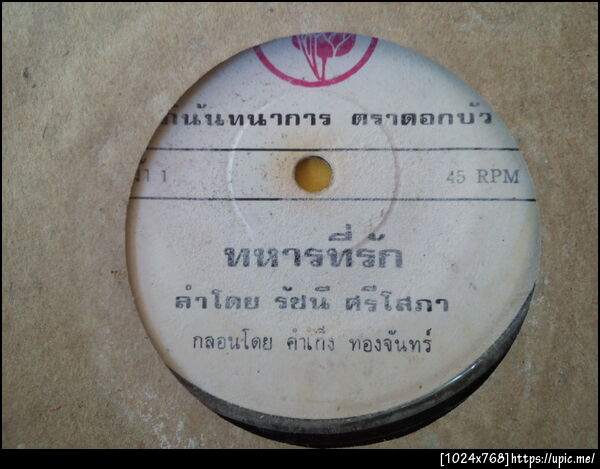 นันทนาการ ตราดอกบัว
1 45 RPM
ทหารที่รัก
ลำโดย รัชนี ศรีโสภา
กลอนโดย คำเก็ง ทองจันทร์
[1024x768]https://upic.me/